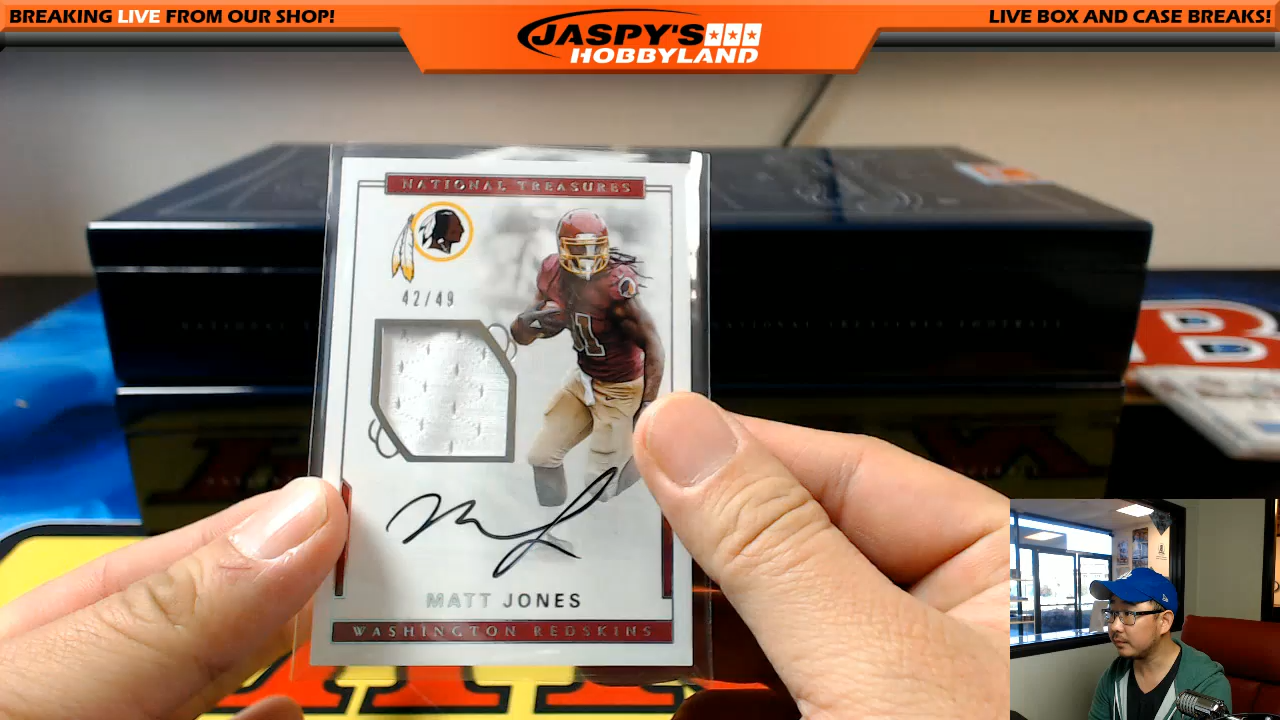 BREAKING LIVE FROM OUR SHOP!
JASPY'S
HOBBYLAND
LIVE BOX AND CASE BREAKS!
NATIONAL TREASURES
42/49
MATT JONES
WASHINGTON REDSKINS